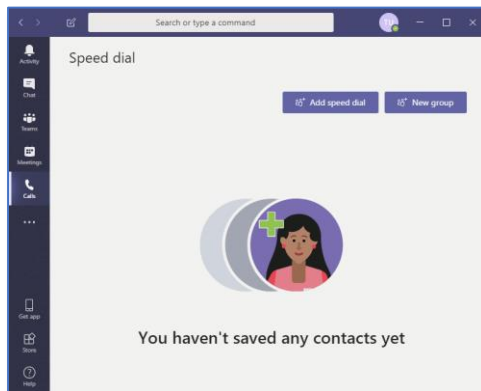 Search or type a command
TU
Activity
Speed dial
Chat
Add speed dial
New group
Teams
Meetings
Calls
You haven't saved any contacts yet
Get app
Store
Help